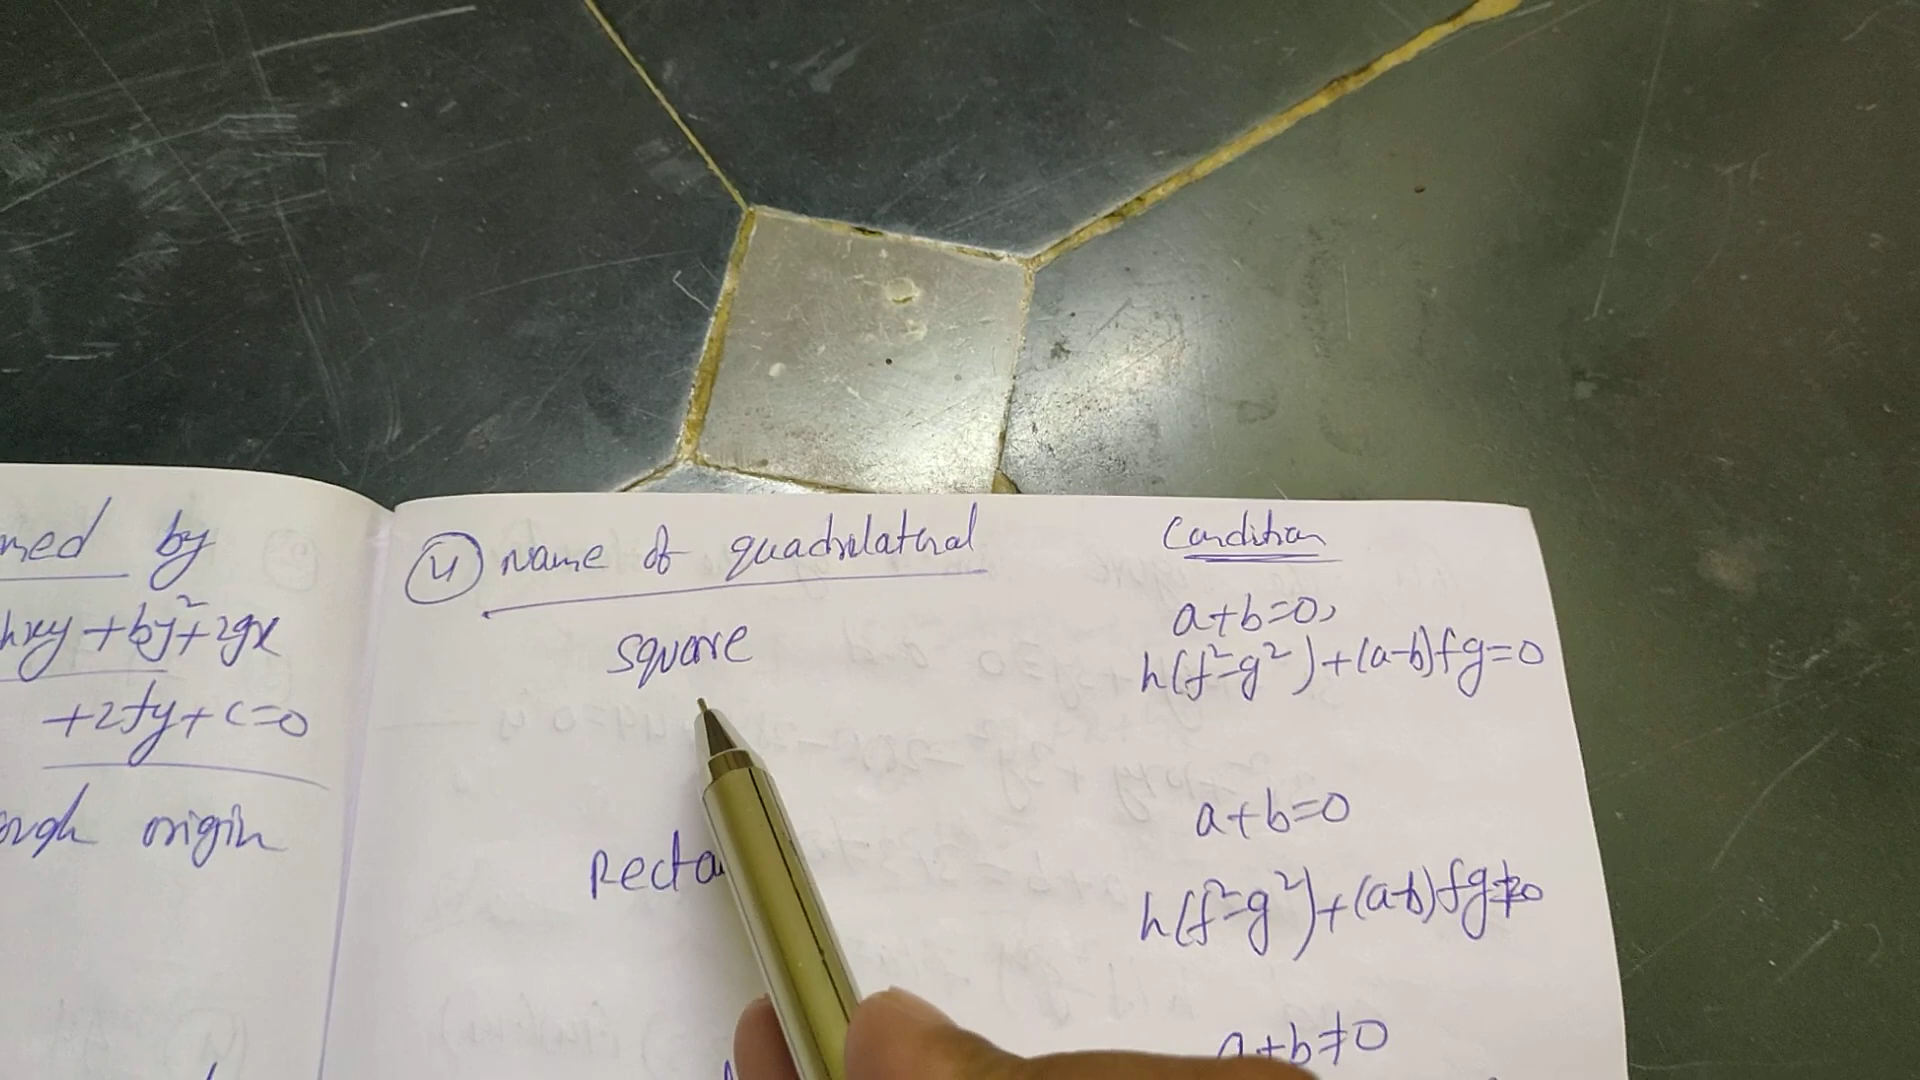 med by
hxy+by²+2gx
+2fy+c=0
ough origin
4 Name of quadrilateral
Condition
square
a+b=0,
h(f²-g²)+(a-b)fg=0
Recta
a+b=0
h(f²-g²)+(a-b)fg≠0
a+b≠0